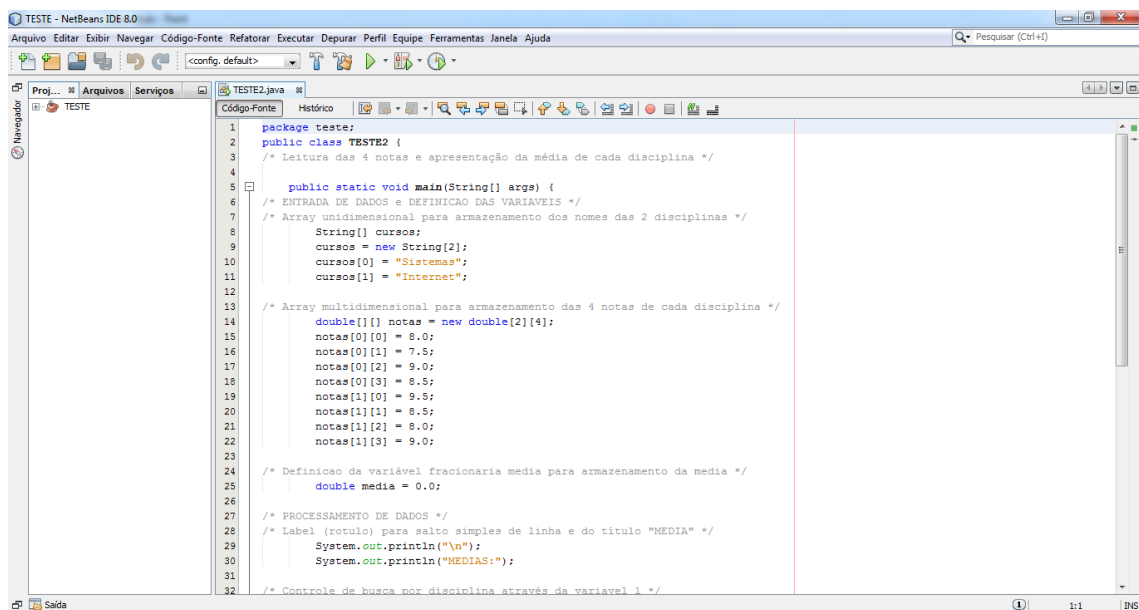 TESTE - NetBeans IDE 8.0
Arquivo Editar Exibir Navegar Código-Fonte Refatorar Executar Depurar Perfil Equipe Ferramentas Janela Ajuda
Pesquisar (Ctrl+I)
<config. default>
Proj... Arquivos Serviços
TESTE2.java
Navegador
TESTE
Código-Fonte Histórico
1 package teste;
2 public class TESTE2 {
3 /* Leitura das 4 notas e apresentação da média de cada disciplina */
4
5 public static void main(String[] args) {
6 /* ENTRADA DE DADOS e DEFINICAO DAS VARIAVEIS */
7 /* Array unidimensional para armazenamento dos nomes das 2 disciplinas */
8 String[] cursos;
9 cursos = new String[2];
10 cursos[0] = "Sistemas";
11 cursos[1] = "Internet";
12
13 /* Array multidimensional para armazenamento das 4 notas de cada disciplina */
14 double[][] notas = new double[2][4];
15 notas[0][0] = 8.0;
16 notas[0][1] = 7.5;
17 notas[0][2] = 9.0;
18 notas[0][3] = 8.5;
19 notas[1][0] = 9.5;
20 notas[1][1] = 8.5;
21 notas[1][2] = 8.0;
22 notas[1][3] = 9.0;
23
24 /* Definicao da variável fracionaria media para armazenamento da media */
25 double media = 0.0;
26
27 /* PROCESSAMENTO DE DADOS */
28 /* Label (rotulo) para salto simples de linha e do título "MEDIA" */
29 System.out.println("\n");
30 System.out.println("MEDIAS:");
31
32 /* Controle de busca por disciplina através da variavel l */
Saída
1
1:1
INS